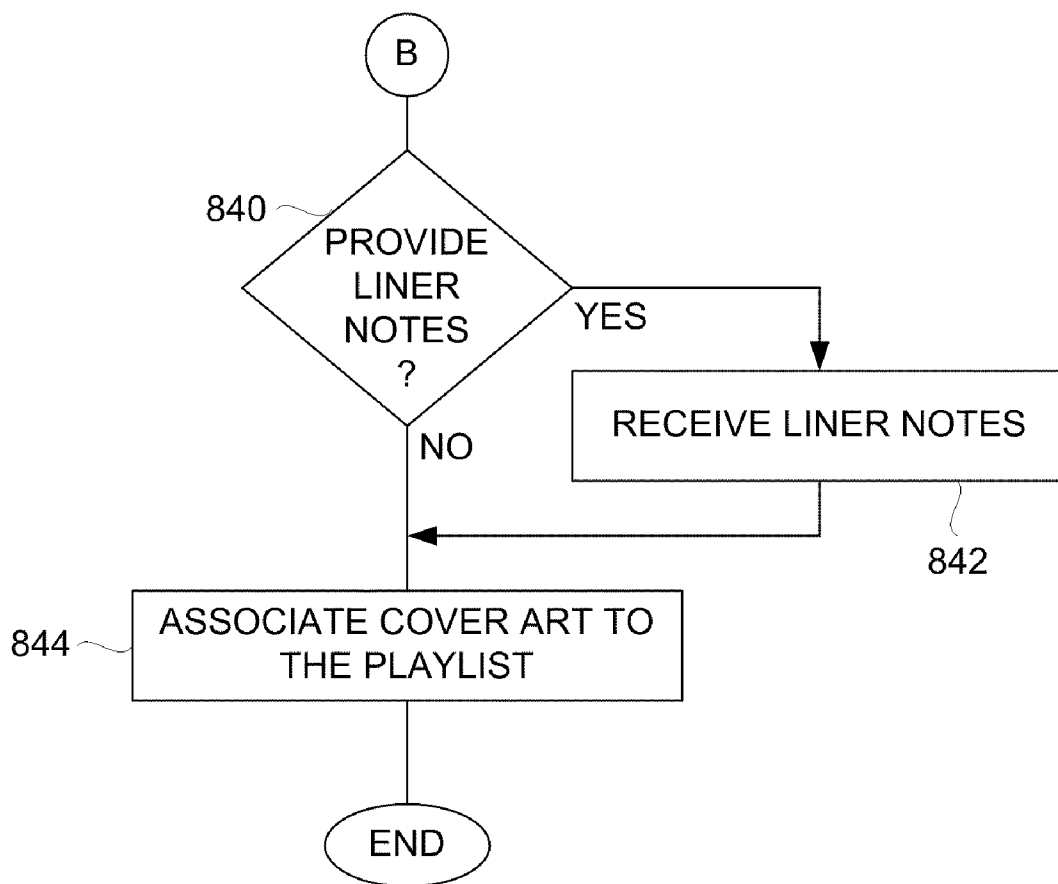 B
840
PROVIDE
LINER
NOTES
?
YES
RECEIVE LINER NOTES
NO
842
844
ASSOCIATE COVER ART TO
THE PLAYLIST
END